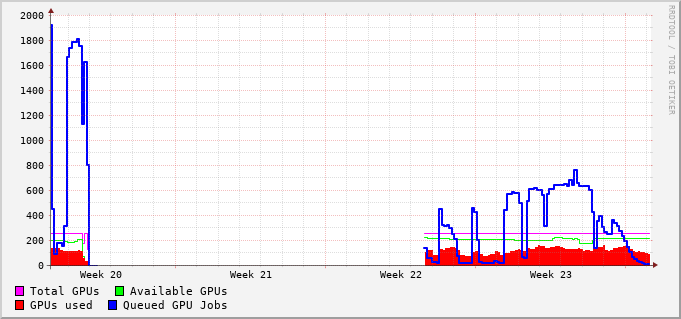 2000
1800
1600
1400
1200
1000
800
600
400
200
0
Week 20 Week 21 Week 22 Week 23
Total GPUs Available GPUs
GPUs used Queued GPU Jobs
RRDTOOL / TOBI OETIKER